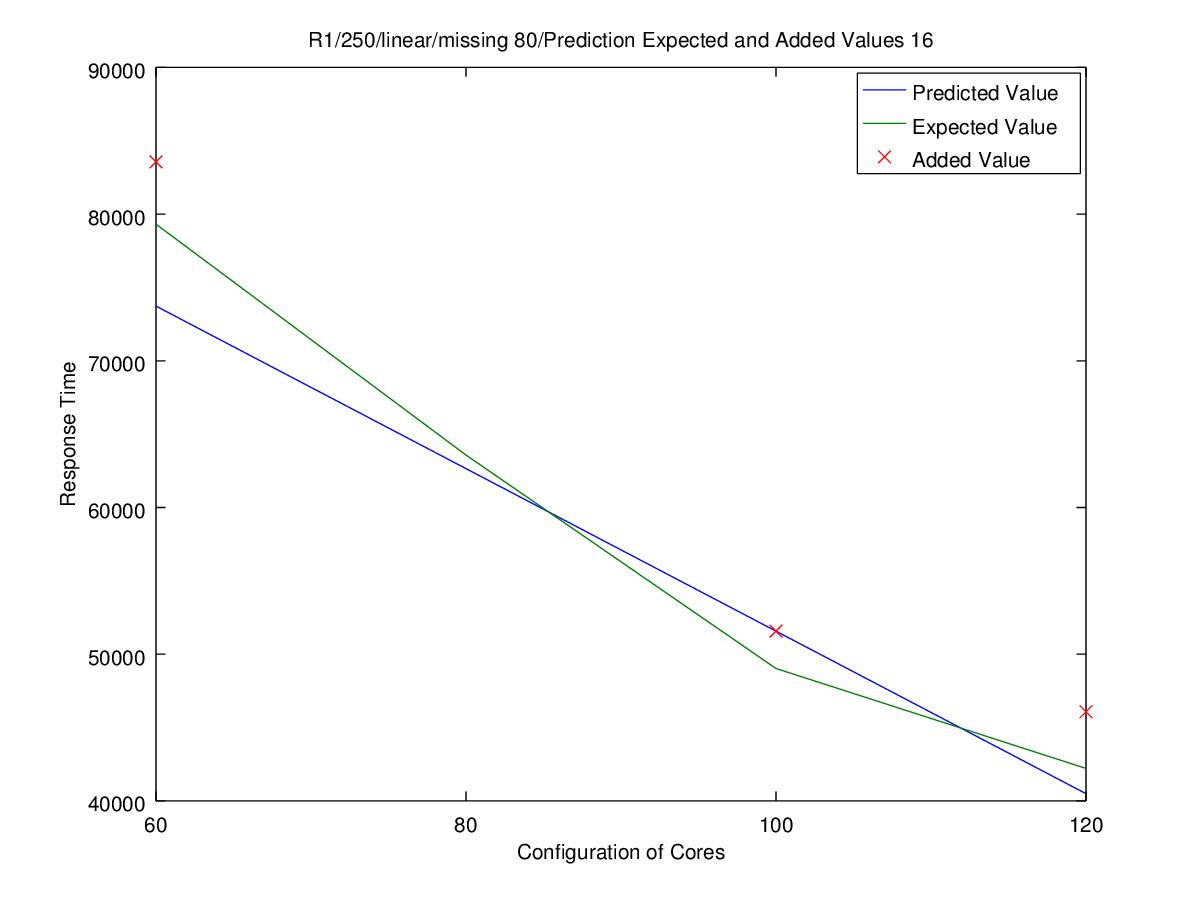 R1/250/linear/missing 80/Prediction Expected and Added Values 16
90000
80000
70000
60000
50000
40000
Response Time
Predicted Value
Expected Value
Added Value
60 80 100 120
Configuration of Cores